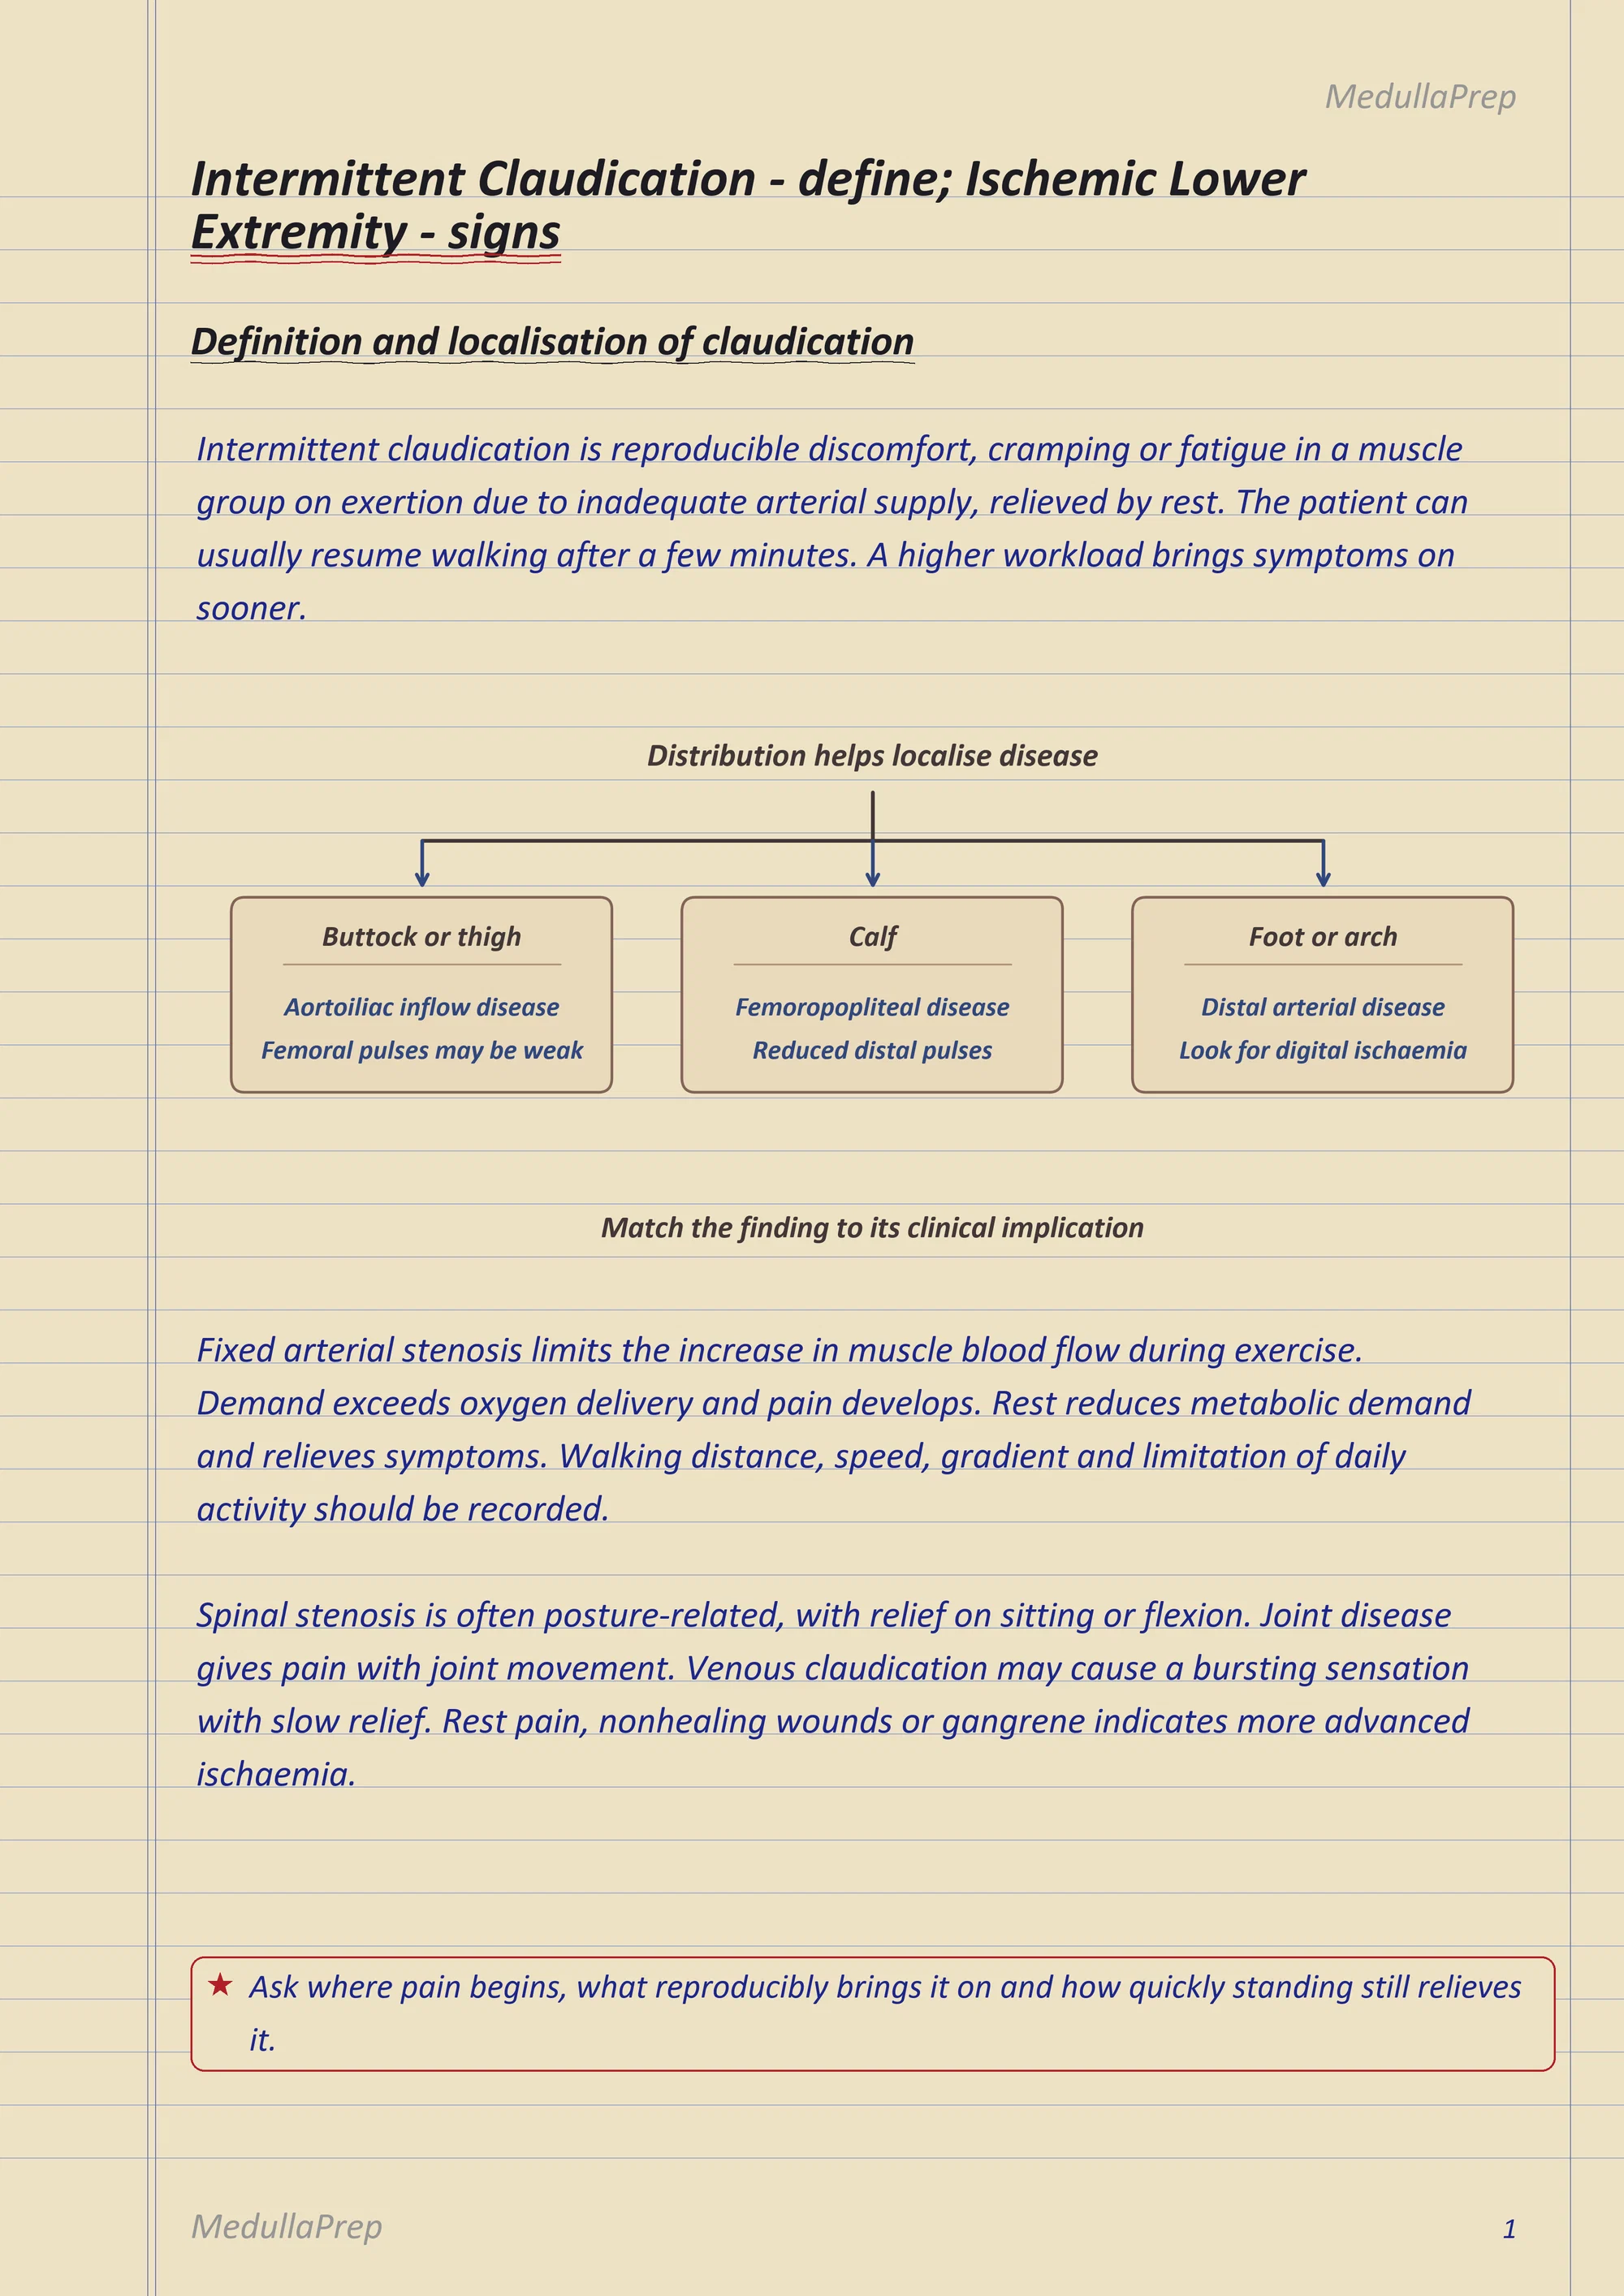 MedullaPrep
Intermittent Claudication - define; Ischemic Lower
Extremity - signs
Definition and localisation of claudication
Intermittent claudication is reproducible discomfort, cramping or fatigue in a muscle
group on exertion due to inadequate arterial supply, relieved by rest. The patient can
usually resume walking after a few minutes. A higher workload brings symptoms on
sooner.
Distribution helps localise disease
Buttock or thigh
Aortoiliac inflow disease
Femoral pulses may be weak
Calf
Femoropopliteal disease
Reduced distal pulses
Foot or arch
Distal arterial disease
Look for digital ischaemia
Match the finding to its clinical implication
Fixed arterial stenosis limits the increase in muscle blood flow during exercise.
Demand exceeds oxygen delivery and pain develops. Rest reduces metabolic demand
and relieves symptoms. Walking distance, speed, gradient and limitation of daily
activity should be recorded.
Spinal stenosis is often posture-related, with relief on sitting or flexion. Joint disease
gives pain with joint movement. Venous claudication may cause a bursting sensation
with slow relief. Rest pain, nonhealing wounds or gangrene indicates more advanced
ischaemia.
★ Ask where pain begins, what reproducibly brings it on and how quickly standing still relieves
it.
MedullaPrep
1